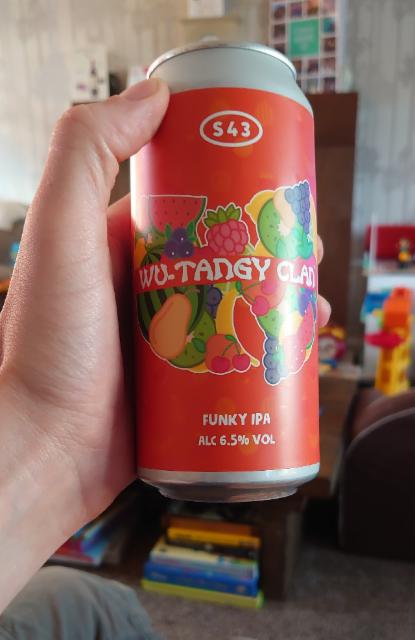 S43
WU-TANGY CLAN
FUNKY IPA
ALC 6.5% VOL